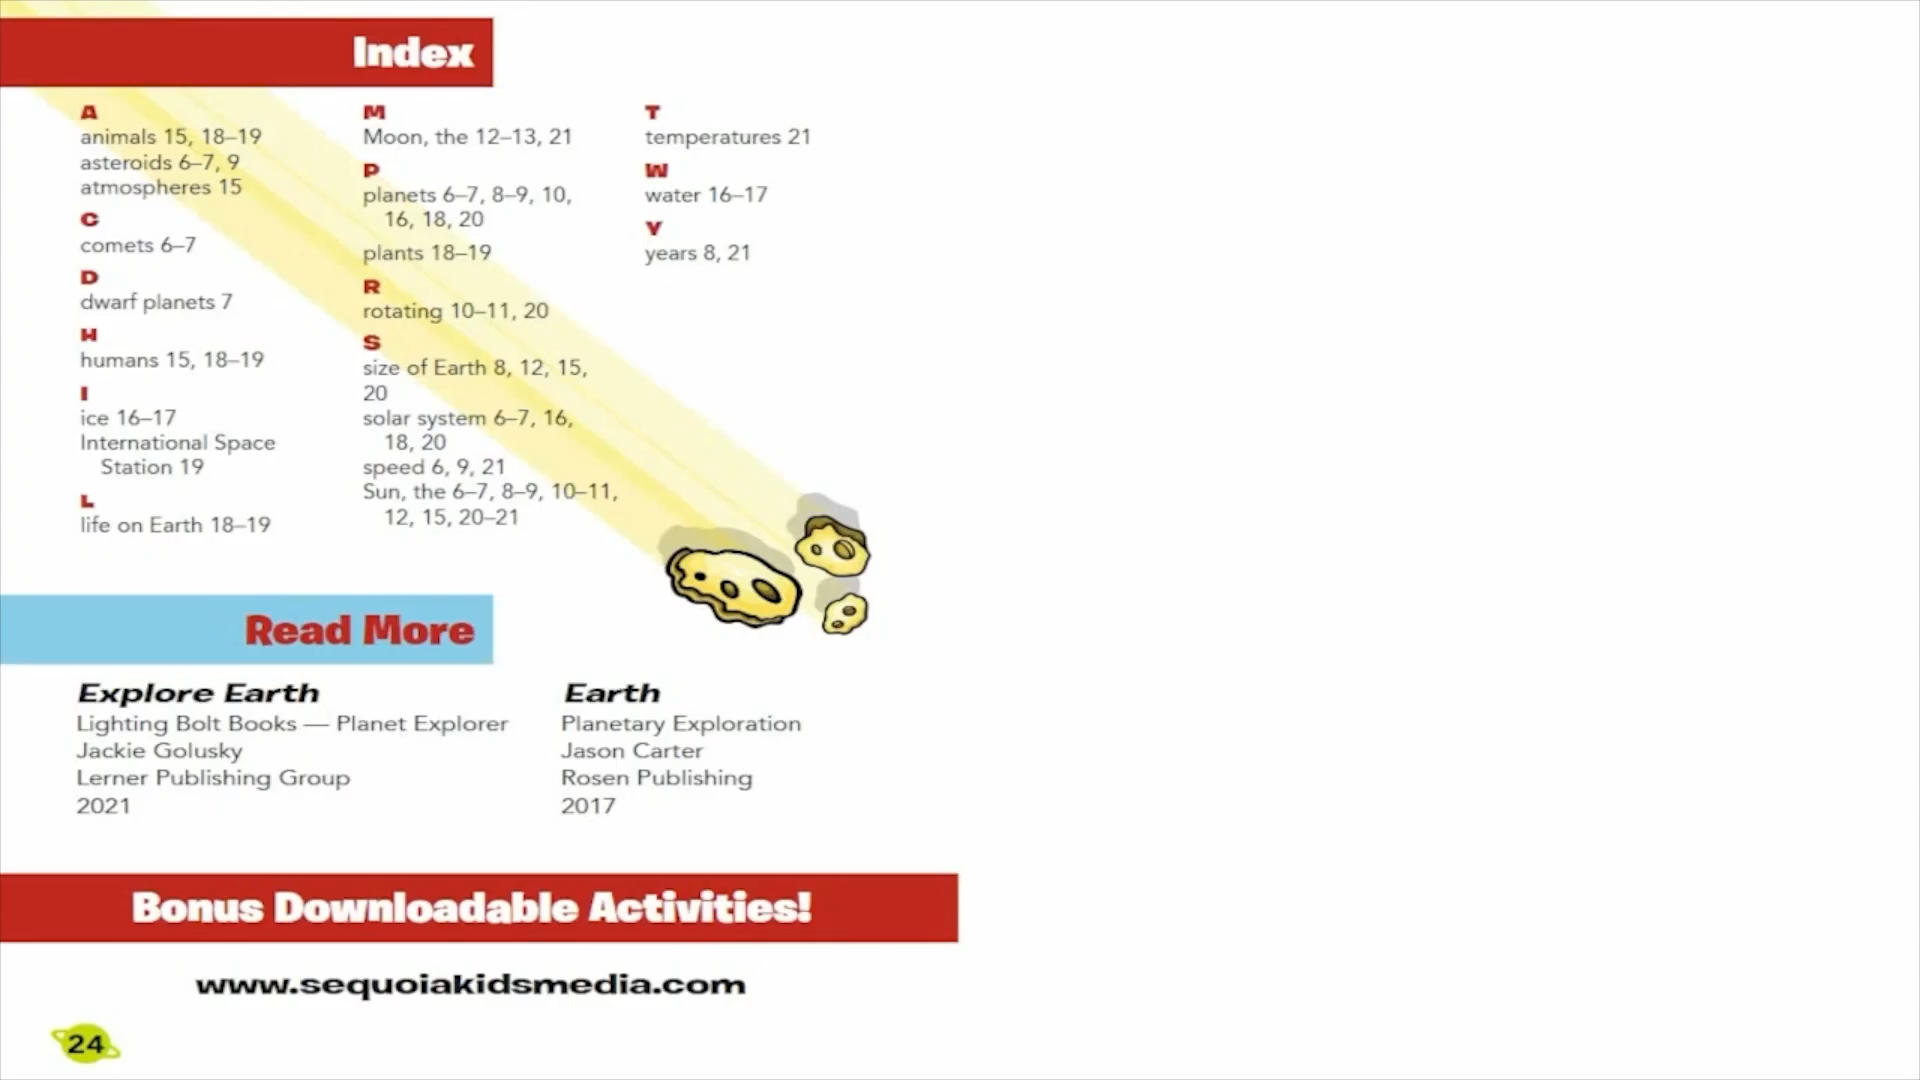 Index
A
animals 15, 18–19
asteroids 6–7, 9
atmospheres 15
C
comets 6–7
D
dwarf planets 7
H
humans 15, 18–19
I
ice 16–17
International Space
Station 19
L
life on Earth 18–19
M
Moon, the 12–13, 21
P
planets 6–7, 8–9, 10,
16, 18, 20
plants 18–19
R
rotating 10–11, 20
S
size of Earth 8, 12, 15,
20
solar system 6–7, 16,
18, 20
speed 6, 9, 21
Sun, the 6–7, 8–9, 10–11,
12, 15, 20–21
T
temperatures 21
W
water 16–17
Y
years 8, 21
Read More
Explore Earth
Lighting Bolt Books — Planet Explorer
Jackie Golusky
Lerner Publishing Group
2021
Earth
Planetary Exploration
Jason Carter
Rosen Publishing
2017
Bonus Downloadable Activities!
www.sequoiakidsmedia.com
24